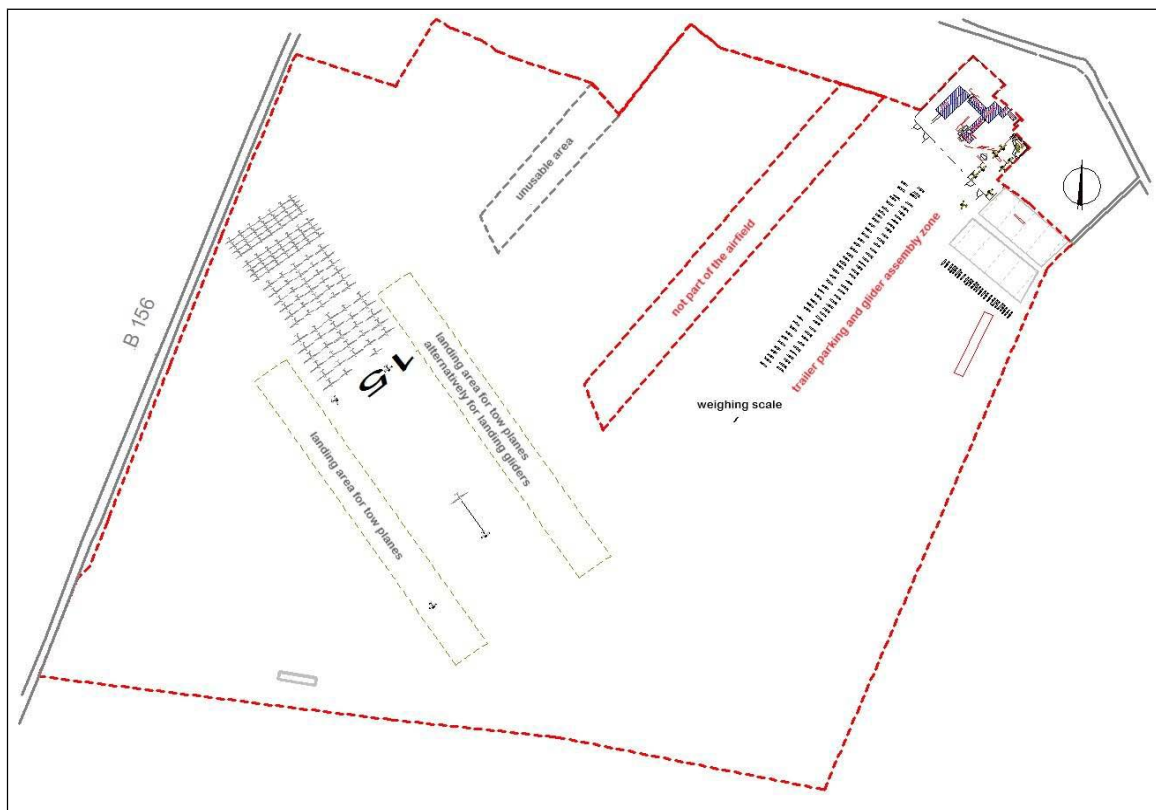 unusable area
not part of the airfield
trailer parking and glider assembly zone
B 156
15
landing area for tow planes
alternatively for landing gliders
weighing scale
landing area for tow planes